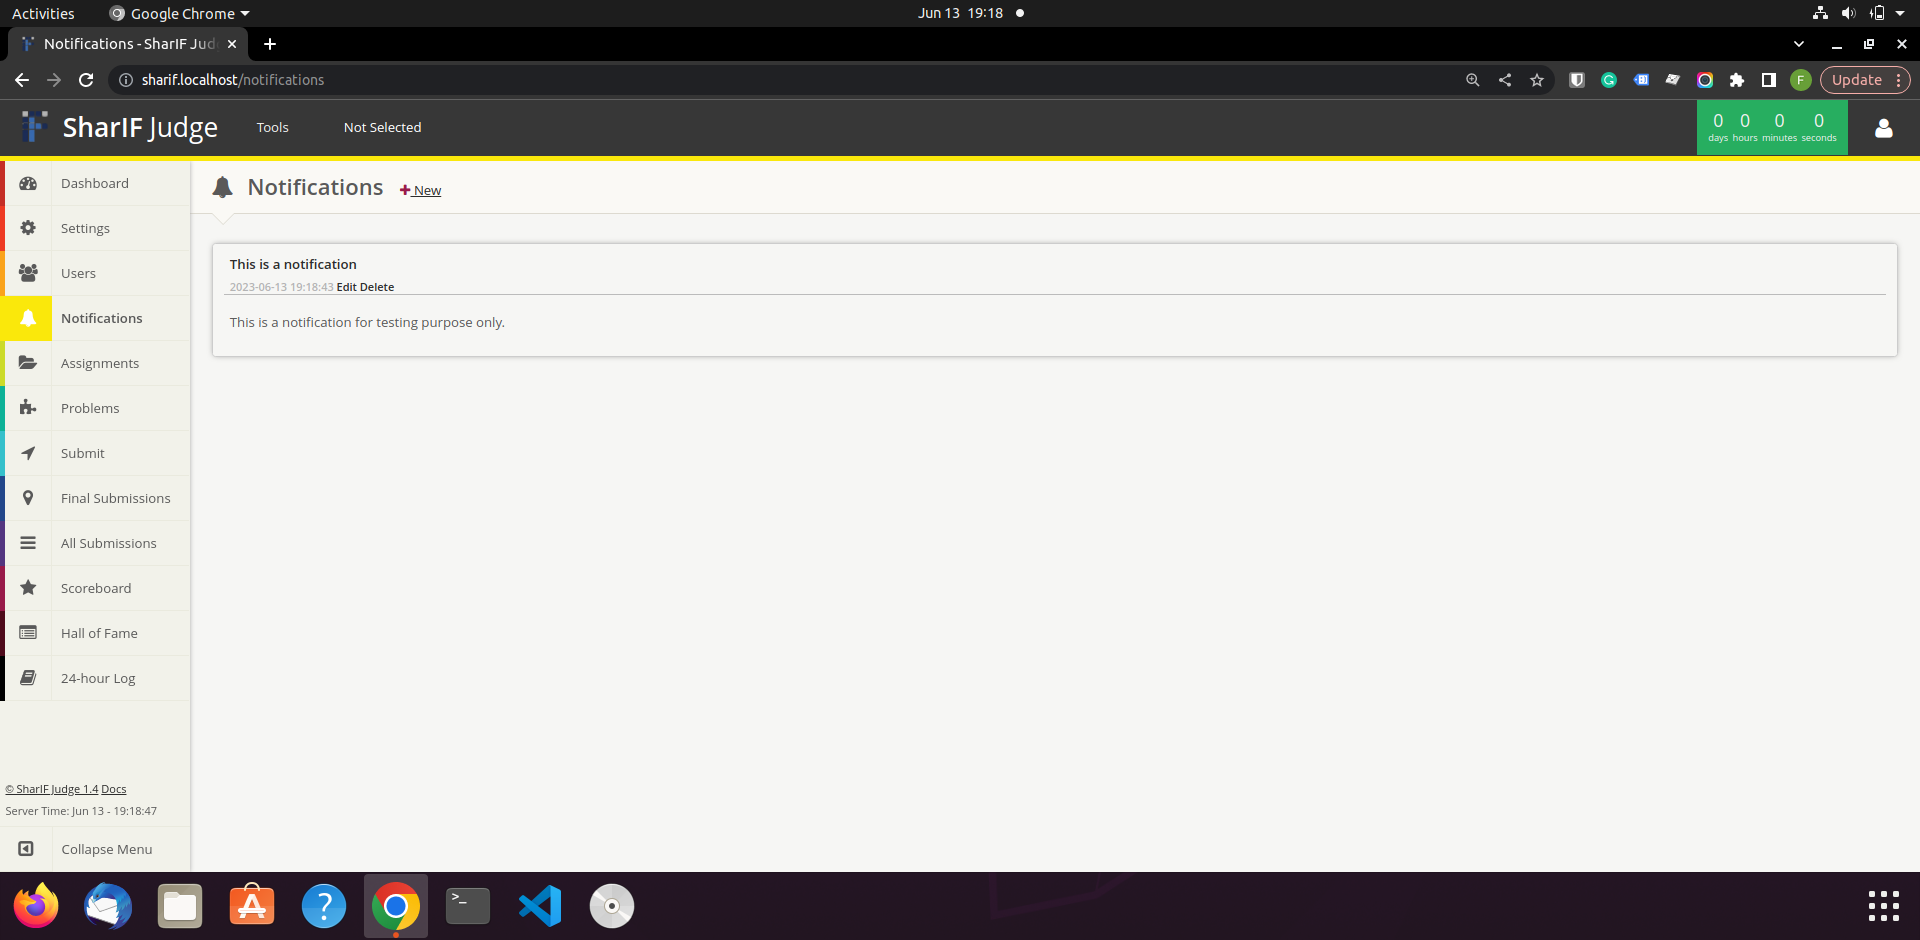 Activities Google Chrome Jun 13 19:18
Notifications - SharIF Jud
sharif.localhost/notifications F Update
SharIF Judge Tools Not Selected 0 0 0 0
days hours minutes seconds
Dashboard
Settings
Users
Notifications
Assignments
Problems
Submit
Final Submissions
All Submissions
Scoreboard
Hall of Fame
24-hour Log
© SharIF Judge 1.4 Docs
Server Time: Jun 13 - 19:18:47
Collapse Menu
Notifications New
This is a notification
2023-06-13 19:18:43 Edit Delete
This is a notification for testing purpose only.